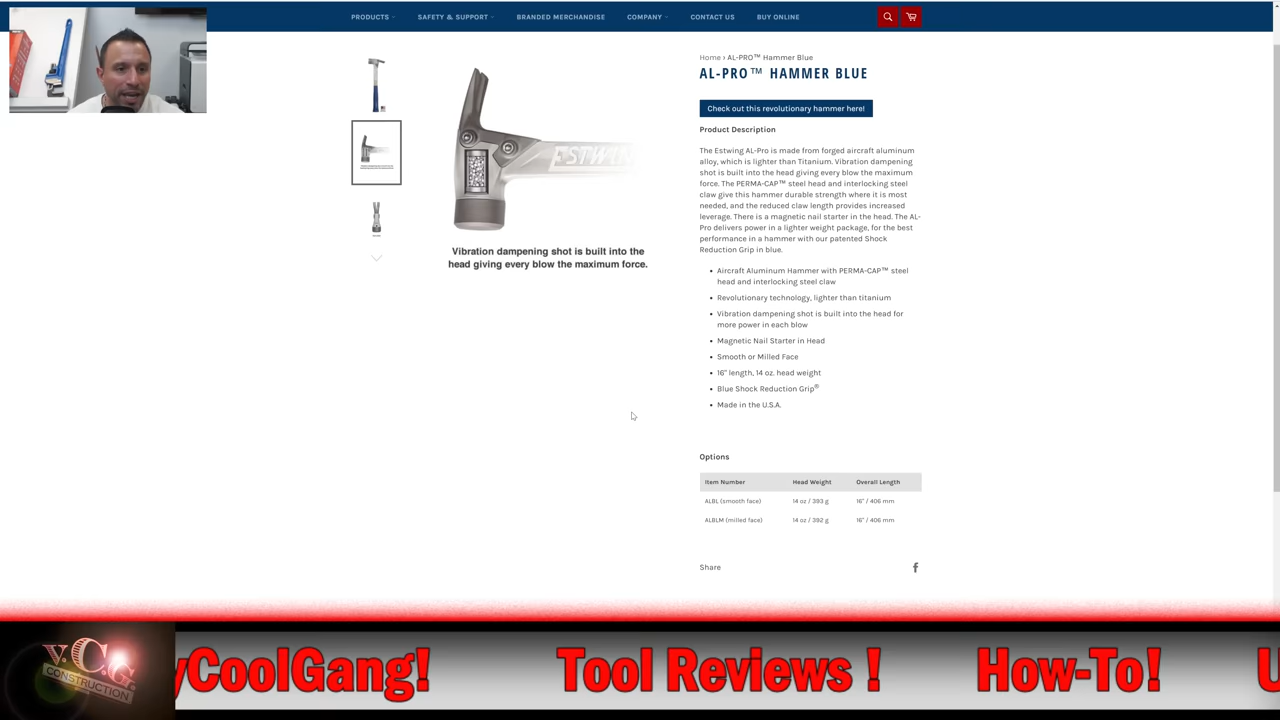 PRODUCTS
SAFETY & SUPPORT
BRANDED MERCHANDISE
COMPANY
CONTACT US
BUY ONLINE
Home › AL-PRO™ Hammer Blue
AL-PRO™ HAMMER BLUE
Check out this revolutionary hammer here!
Product Description
The Estwing AL-Pro is made from forged aircraft aluminum
alloy, which is lighter than Titanium. Vibration dampening
shot is built into the head giving every blow the maximum
force. The PERMA-CAP™ steel head and interlocking steel
claw give this hammer durable strength where it is most
needed, and the reduced claw length provides increased
leverage. There is a magnetic nail starter in the head. The AL-
Pro delivers power in a lighter weight package, for the best
performance in a hammer with our patented Shock
Reduction Grip in blue.
• Aircraft Aluminum Hammer with PERMA-CAP™ steel
head and interlocking steel claw
• Revolutionary technology, lighter than titanium
• Vibration dampening shot is built into the head for
more power in each blow
• Magnetic Nail Starter in Head
• Smooth or Milled Face
• 16" length, 14 oz. head weight
• Blue Shock Reduction Grip®
• Made in the U.S.A.
ESTWING
Vibration dampening shot is built into the
head giving every blow the maximum force.
Options
Item Number Head Weight Overall Length
ALBL (smooth face) 14 oz / 393 g 16" / 406 mm
ALBLM (milled face) 14 oz / 392 g 16" / 406 mm
Share
V.C.G.
CONSTRUCTION
yCoolGang!
Tool Reviews !
How-To!
U